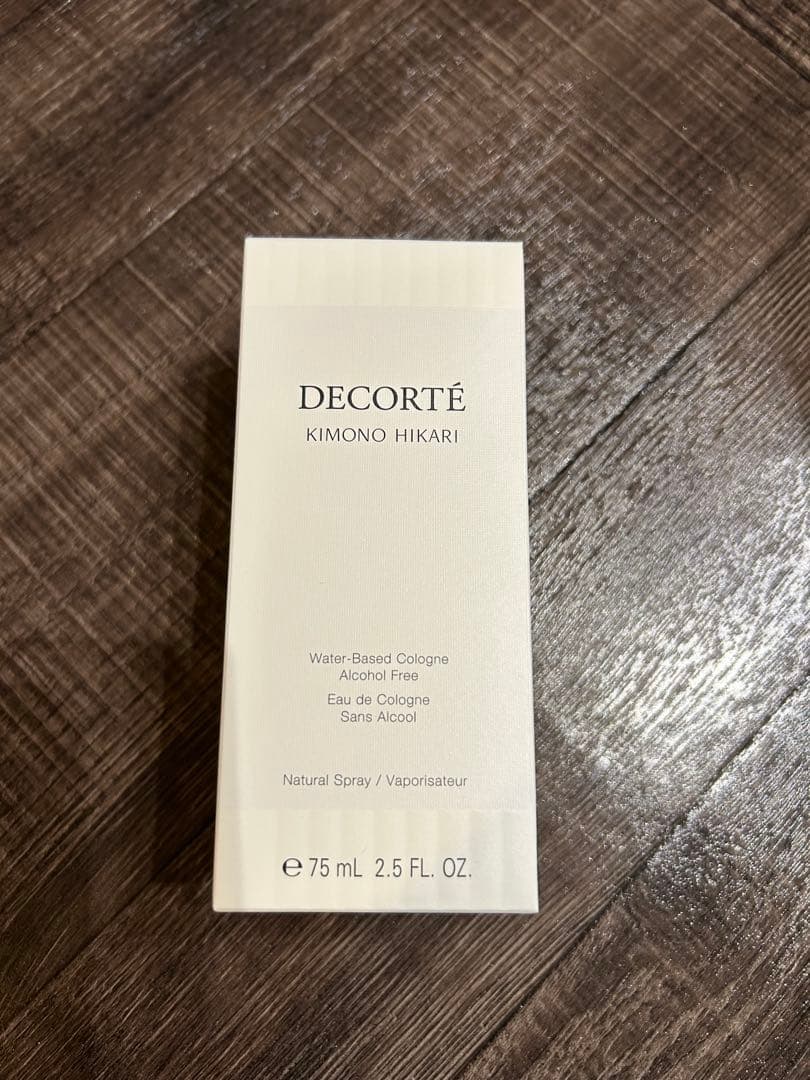 DECORTÉ
KIMONO HIKARI
Water-Based Cologne
Alcohol Free
Eau de Cologne
Sans Alcool
Natural Spray / Vaporisateur
℮ 75 mL 2.5 FL. OZ.